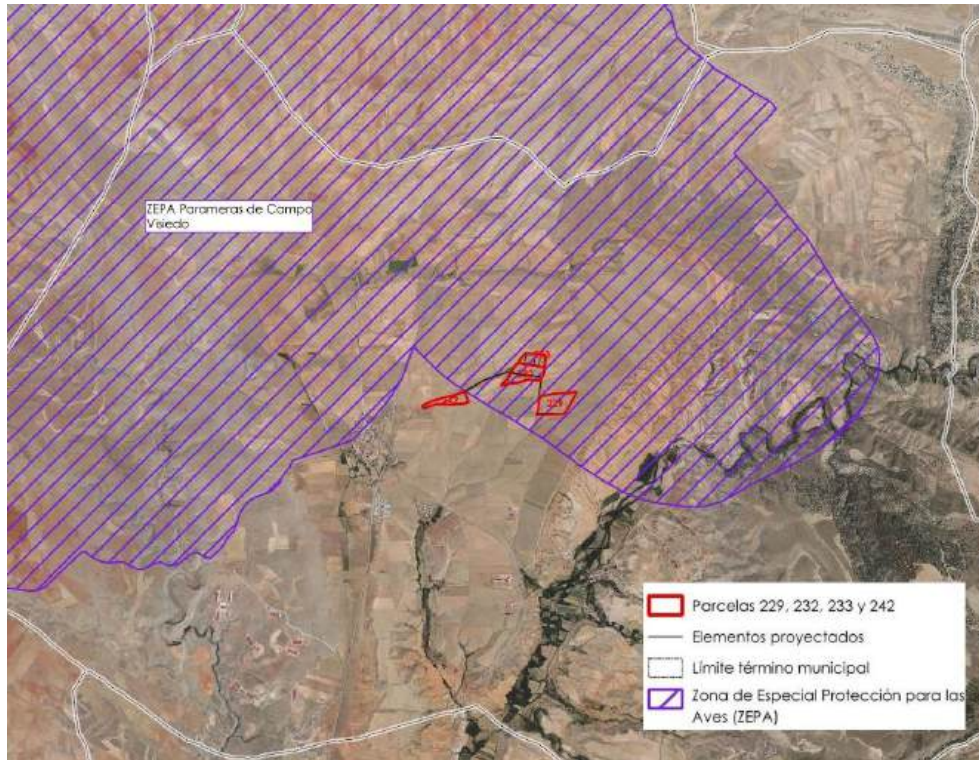 ZEPA Parameras de Campo
Visiedo
229
Parcelas 229, 232, 233 y 242
Elementos proyectados
Límite término municipal
Zona de Especial Protección para las
Aves (ZEPA)